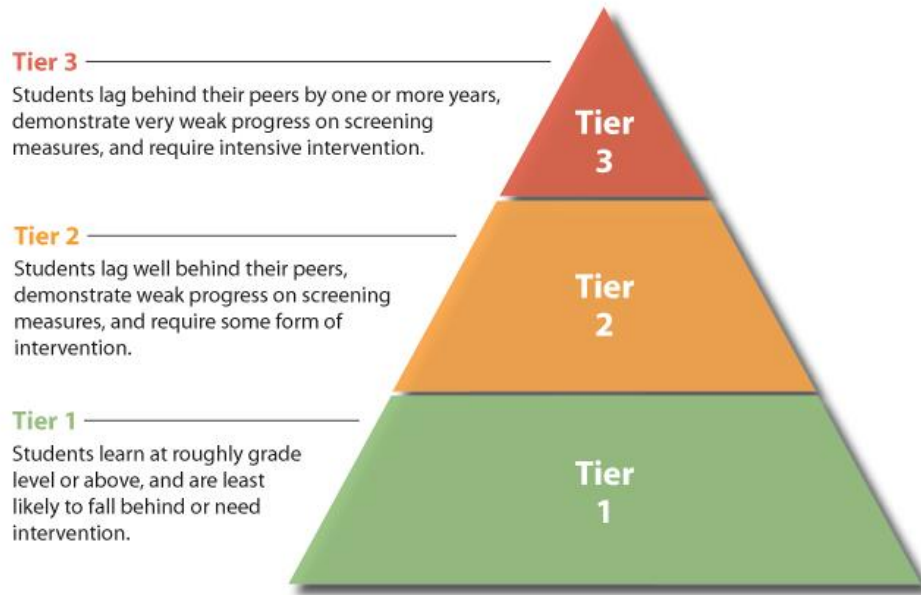 Tier 3
Students lag behind their peers by one or more years,
demonstrate very weak progress on screening
measures, and require intensive intervention.
Tier
3
Tier 2
Students lag well behind their peers,
demonstrate weak progress on screening
measures, and require some form of
intervention.
Tier
2
Tier 1
Students learn at roughly grade
level or above, and are least
likely to fall behind or need
intervention.
Tier
1